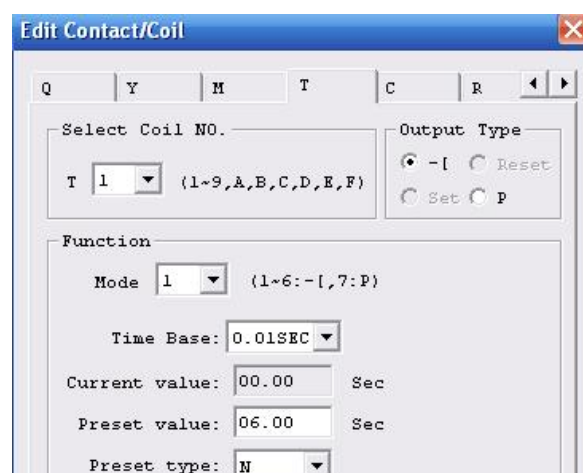 Edit Contact/Coil
Q Y M T C R
Select Coil NO.
T 1 (1~9,A,B,C,D,E,F)
Output Type
-[ Reset
Set P
Function
Mode 1 (1~6:-[,7:P)
Time Base: 0.01SEC
Current value: 00.00 Sec
Preset value: 06.00 Sec
Preset type: N